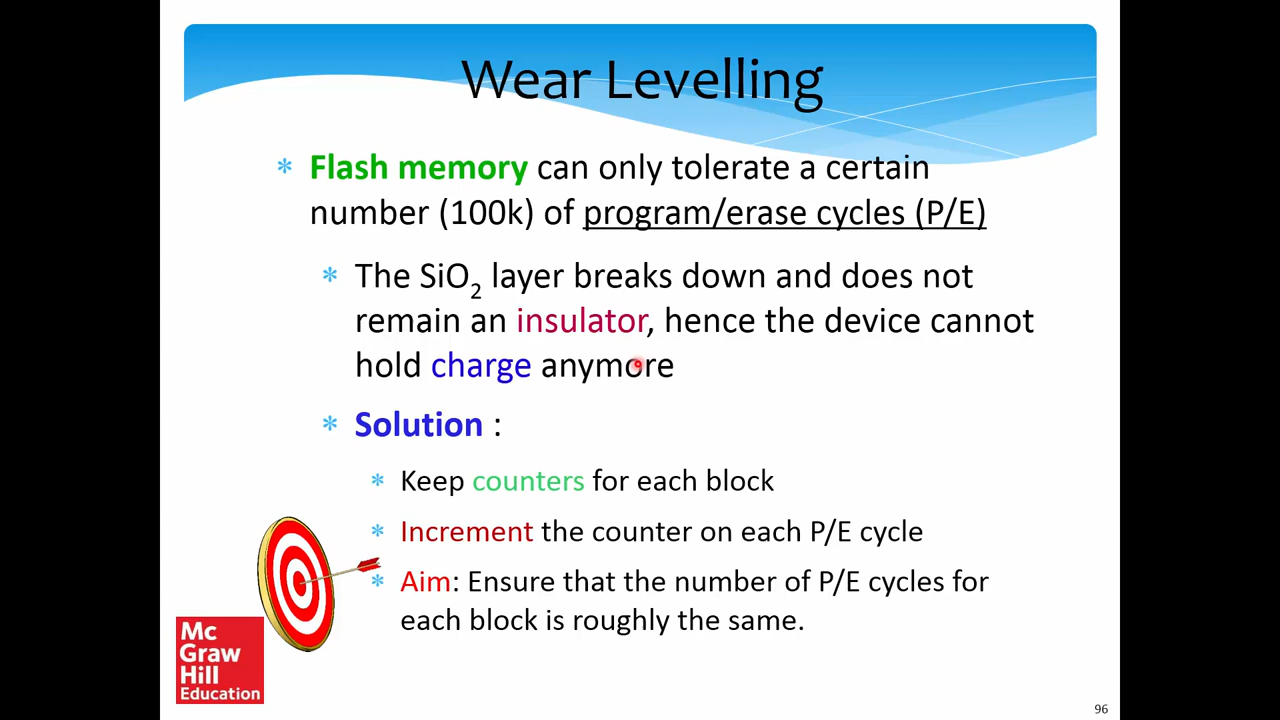 Wear Levelling
* Flash memory can only tolerate a certain
number (100k) of program/erase cycles (P/E)
* The SiO₂ layer breaks down and does not
remain an insulator, hence the device cannot
hold charge anymore
* Solution :
* Keep counters for each block
* Increment the counter on each P/E cycle
* Aim: Ensure that the number of P/E cycles for
each block is roughly the same.
Mc
Graw
Hill
Education
96